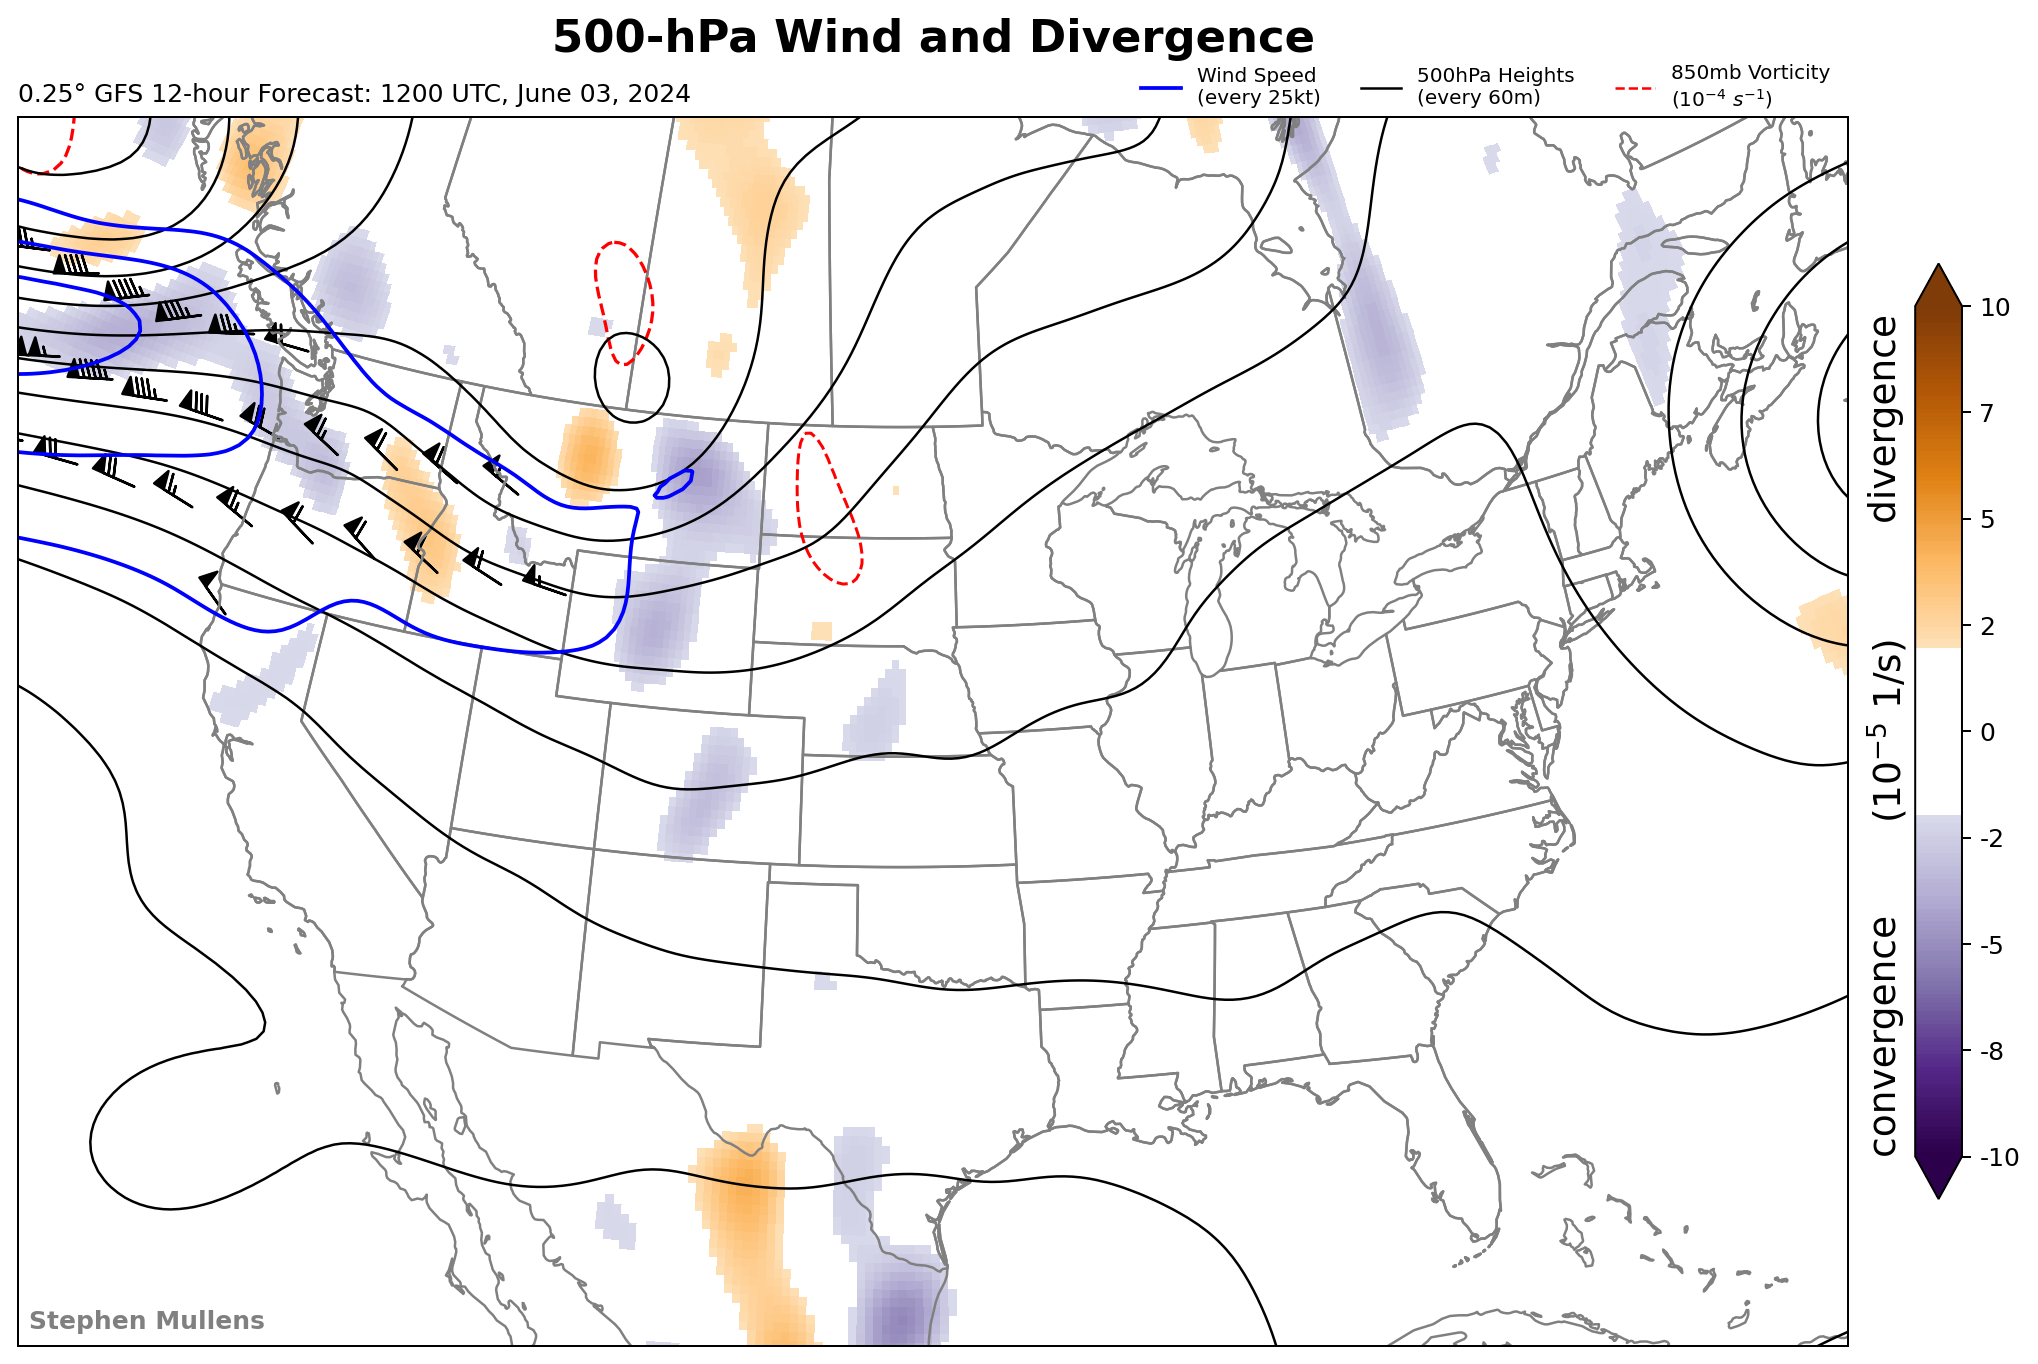 500-hPa Wind and Divergence
0.25° GFS 12-hour Forecast: 1200 UTC, June 03, 2024
Wind Speed
(every 25kt)
500hPa Heights
(every 60m)
850mb Vorticity
(10⁻⁴ s⁻¹)
10
7
5
2
0
-2
-5
-8
-10
convergence (10⁻⁵ 1/s) divergence
Stephen Mullens